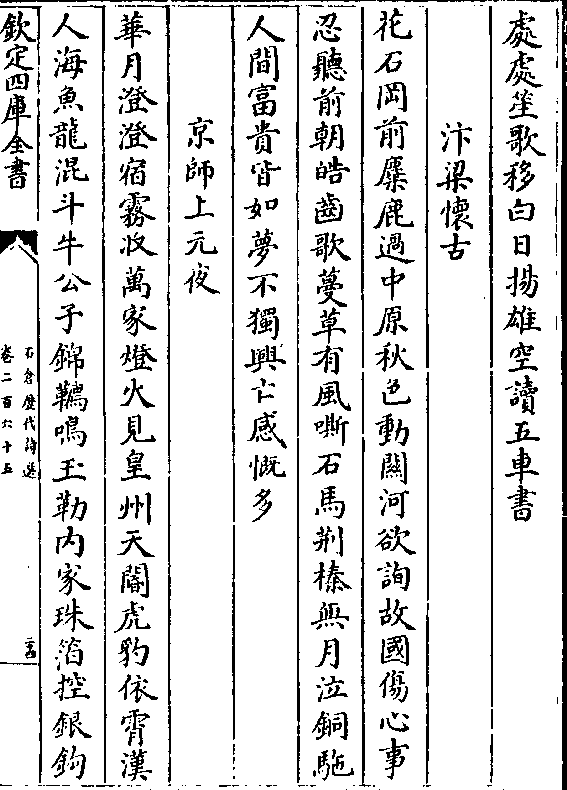 處處笙歌移白日揚雄空讀五車書
汴梁懷古
花石岡前麋鹿過中原秋色動闗河欲詢故國傷心事
忍聽前朝皓齒歌蔓草有風嘶石馬荆榛無月泣銅駞
人間富貴皆如夢不獨興亡感慨多
京師上元夜
華月澄澄宿霧收萬家燈火見皇州天閽虎豹依霄漢
人海魚龍混斗牛公子錦韉鳴玉勒内家珠箔控銀鈎
欽定四庫全書
石倉歴代詩選
卷二百六十五